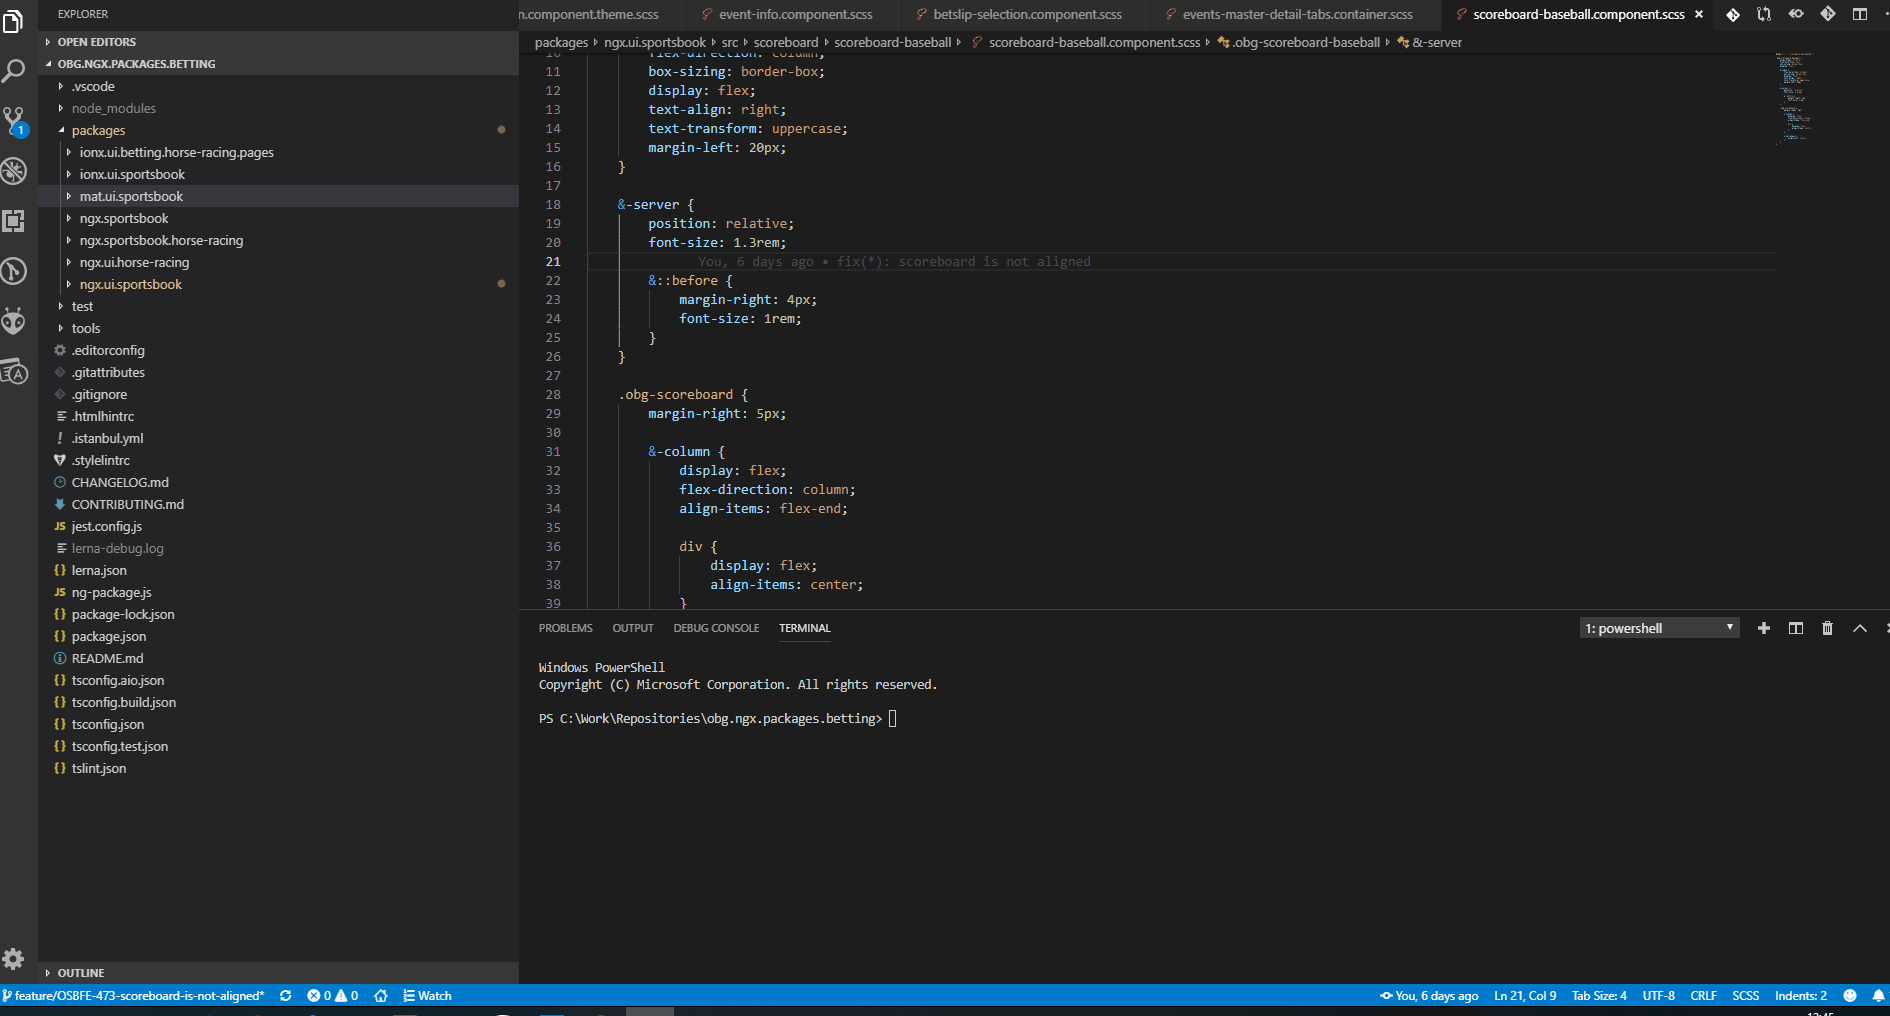 EXPLORER
OPEN EDITORS
OBG.NGX.PACKAGES.BETTING
.vscode
node_modules
packages
ionx.ui.betting.horse-racing.pages
ionx.ui.sportsbook
mat.ui.sportsbook
ngx.sportsbook
ngx.sportsbook.horse-racing
ngx.ui.horse-racing
ngx.ui.sportsbook
test
tools
.editorconfig
.gitattributes
.gitignore
.htmlhintrc
! .istanbul.yml
.stylelintrc
CHANGELOG.md
CONTRIBUTING.md
JS jest.config.js
lerna-debug.log
{} lerna.json
JS ng-package.js
{} package-lock.json
{} package.json
README.md
{} tsconfig.aio.json
{} tsconfig.build.json
{} tsconfig.json
{} tsconfig.test.json
{} tslint.json
OUTLINE
1
n.component.theme.scss event-info.component.scss betslip-selection.component.scss events-master-detail-tabs.container.scss scoreboard-baseball.component.scss ×
packages ngx.ui.sportsbook src scoreboard scoreboard-baseball scoreboard-baseball.component.scss .obg-scoreboard-baseball &-server
10 flex-direction: column;
11 box-sizing: border-box;
12 display: flex;
13 text-align: right;
14 text-transform: uppercase;
15 margin-left: 20px;
16 }
17
18 &-server {
19 position: relative;
20 font-size: 1.3rem;
21 You, 6 days ago • fix(*): scoreboard is not aligned
22 &::before {
23 margin-right: 4px;
24 font-size: 1rem;
25 }
26 }
27
28 .obg-scoreboard {
29 margin-right: 5px;
30
31 &-column {
32 display: flex;
33 flex-direction: column;
34 align-items: flex-end;
35
36 div {
37 display: flex;
38 align-items: center;
39 }
PROBLEMS OUTPUT DEBUG CONSOLE TERMINAL 1: powershell
Windows PowerShell
Copyright (C) Microsoft Corporation. All rights reserved.
PS C:\Work\Repositories\obg.ngx.packages.betting>
feature/OSBFE-473-scoreboard-is-not-aligned* 0 0 Watch You, 6 days ago Ln 21, Col 9 Tab Size: 4 UTF-8 CRLF SCSS Indents: 2